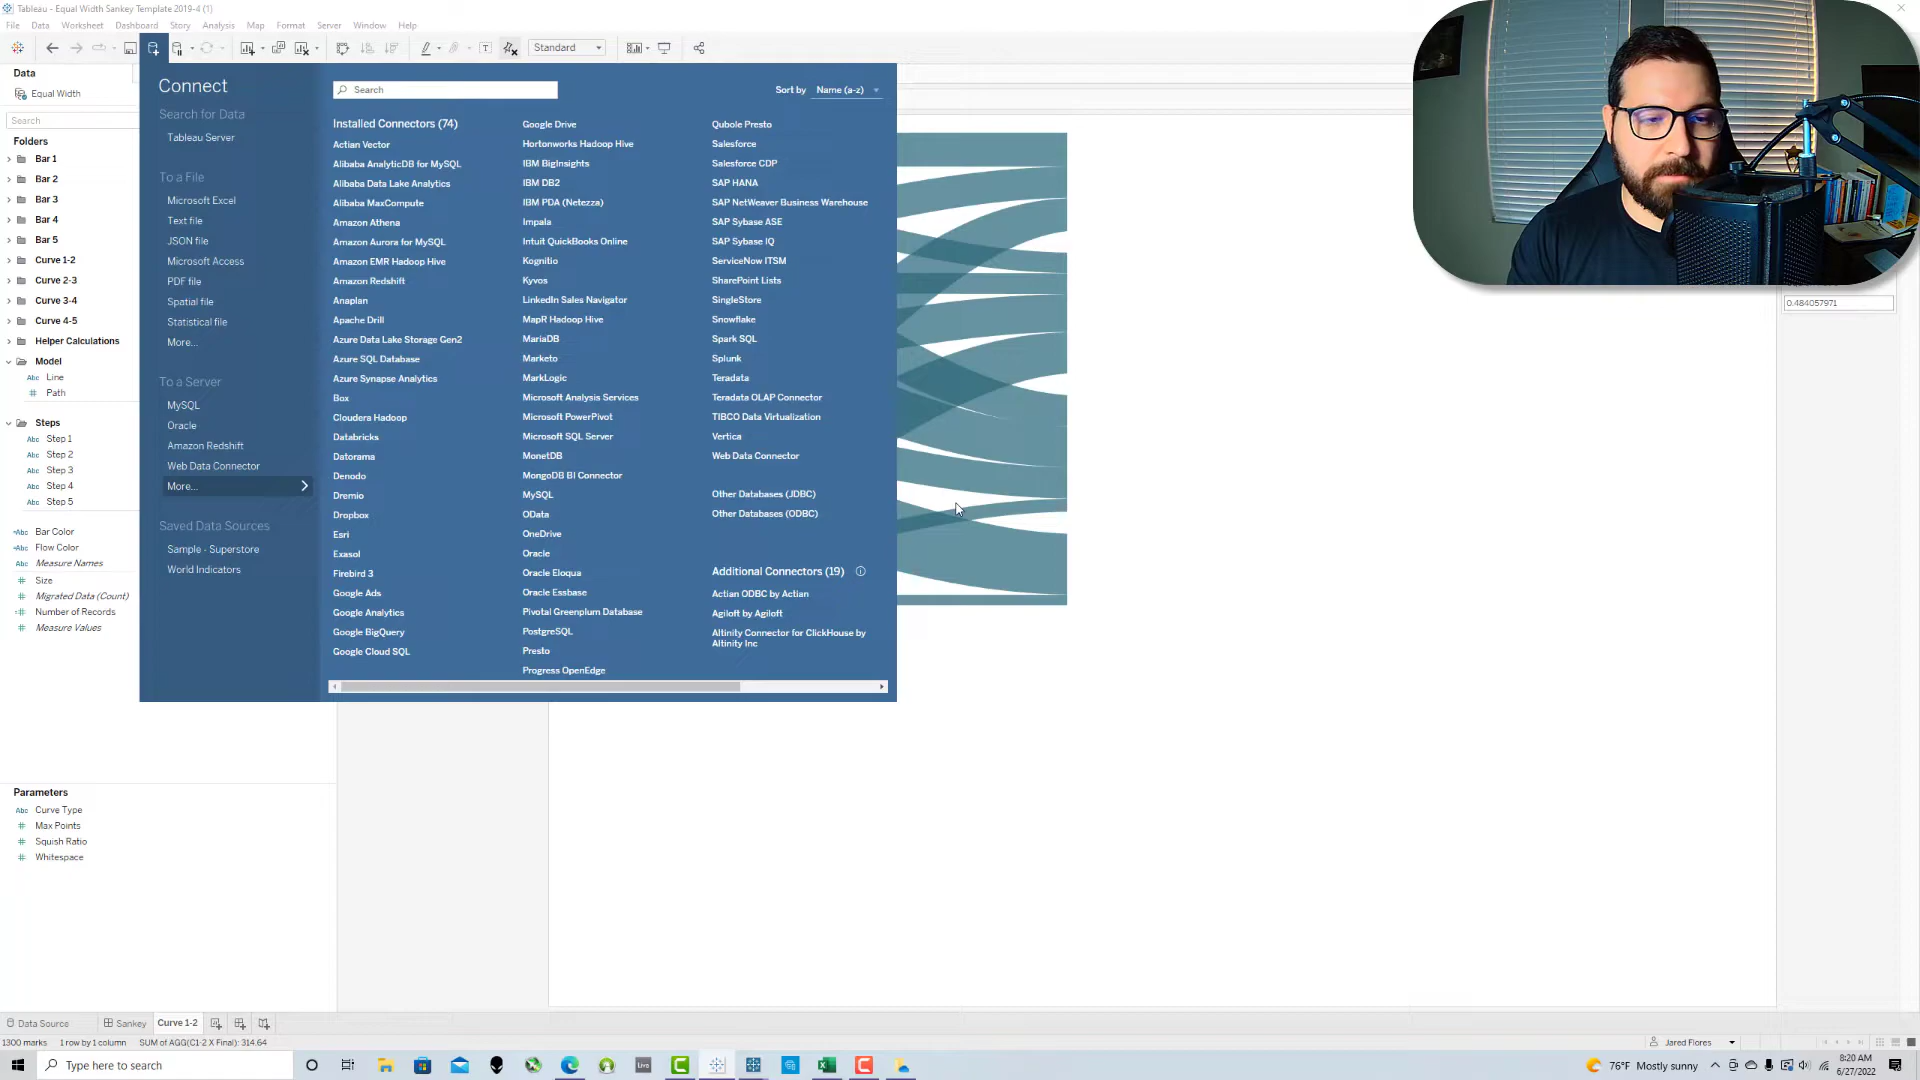 Tableau - Equal Width Sankey Template 2019-4 (1)
File Data Worksheet Dashboard Story Analysis Map Format Server Window Help
Standard
Data
Equal Width
Search
Folders
Bar 1
Bar 2
Bar 3
Bar 4
Bar 5
Curve 1-2
Curve 2-3
Curve 3-4
Curve 4-5
Helper Calculations
Model
Abc Line
# Path
Steps
Abc Step 1
Abc Step 2
Abc Step 3
Abc Step 4
Abc Step 5
=Abc Bar Color
=Abc Flow Color
Abc Measure Names
# Size
# Migrated Data (Count)
=# Number of Records
# Measure Values
Parameters
Abc Curve Type
# Max Points
# Squish Ratio
# Whitespace
Connect
Search for Data
Tableau Server
To a File
Microsoft Excel
Text file
JSON file
Microsoft Access
PDF file
Spatial file
Statistical file
More...
To a Server
MySQL
Oracle
Amazon Redshift
Web Data Connector
More...
Saved Data Sources
Sample - Superstore
World Indicators
Search
Sort by Name (a-z)
Installed Connectors (74)
Actian Vector
Alibaba AnalyticDB for MySQL
Alibaba Data Lake Analytics
Alibaba MaxCompute
Amazon Athena
Amazon Aurora for MySQL
Amazon EMR Hadoop Hive
Amazon Redshift
Anaplan
Apache Drill
Azure Data Lake Storage Gen2
Azure SQL Database
Azure Synapse Analytics
Box
Cloudera Hadoop
Databricks
Datorama
Denodo
Dremio
Dropbox
Esri
Exasol
Firebird 3
Google Ads
Google Analytics
Google BigQuery
Google Cloud SQL
Google Drive
Hortonworks Hadoop Hive
IBM BigInsights
IBM DB2
IBM PDA (Netezza)
Impala
Intuit QuickBooks Online
Kognitio
Kyvos
LinkedIn Sales Navigator
MapR Hadoop Hive
MariaDB
Marketo
MarkLogic
Microsoft Analysis Services
Microsoft PowerPivot
Microsoft SQL Server
MonetDB
MongoDB BI Connector
MySQL
OData
OneDrive
Oracle
Oracle Eloqua
Oracle Essbase
Pivotal Greenplum Database
PostgreSQL
Presto
Progress OpenEdge
Qubole Presto
Salesforce
Salesforce CDP
SAP HANA
SAP NetWeaver Business Warehouse
SAP Sybase ASE
SAP Sybase IQ
ServiceNow ITSM
SharePoint Lists
SingleStore
Snowflake
Spark SQL
Splunk
Teradata
Teradata OLAP Connector
TIBCO Data Virtualization
Vertica
Web Data Connector
Other Databases (JDBC)
Other Databases (ODBC)
Additional Connectors (19)
Actian ODBC by Actian
Agiloft by Agiloft
Altinity Connector for ClickHouse by
Altinity Inc
0.484057971
Data Source Sankey Curve 1-2
1300 marks 1 row by 1 column SUM of AGG(C1-2 X Final): 314.64
Jared Flores
Type here to search
Live
76°F Mostly sunny
8:20 AM
6/27/2022